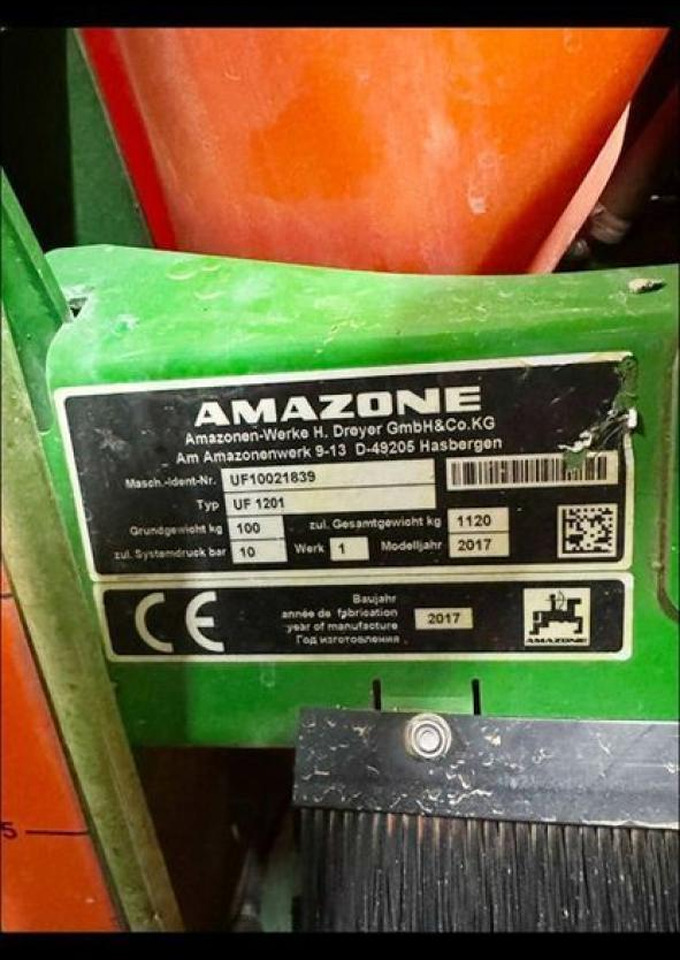 AMAZONE
Amazonen-Werke H. Dreyer GmbH&Co.KG
Am Amazonenwerk 9-13 D-49205 Hasbergen
Masch.-Ident-Nr. UF10021839
Typ UF 1201
Grundgewicht kg 100 zul. Gesamtgewicht kg 1120
zul. Systemdruck bar 10 Werk 1 Modelljahr 2017
CE
Baujahr
année de fabrication
year of manufacture
Год изготовления
2017
AMAZONE
5